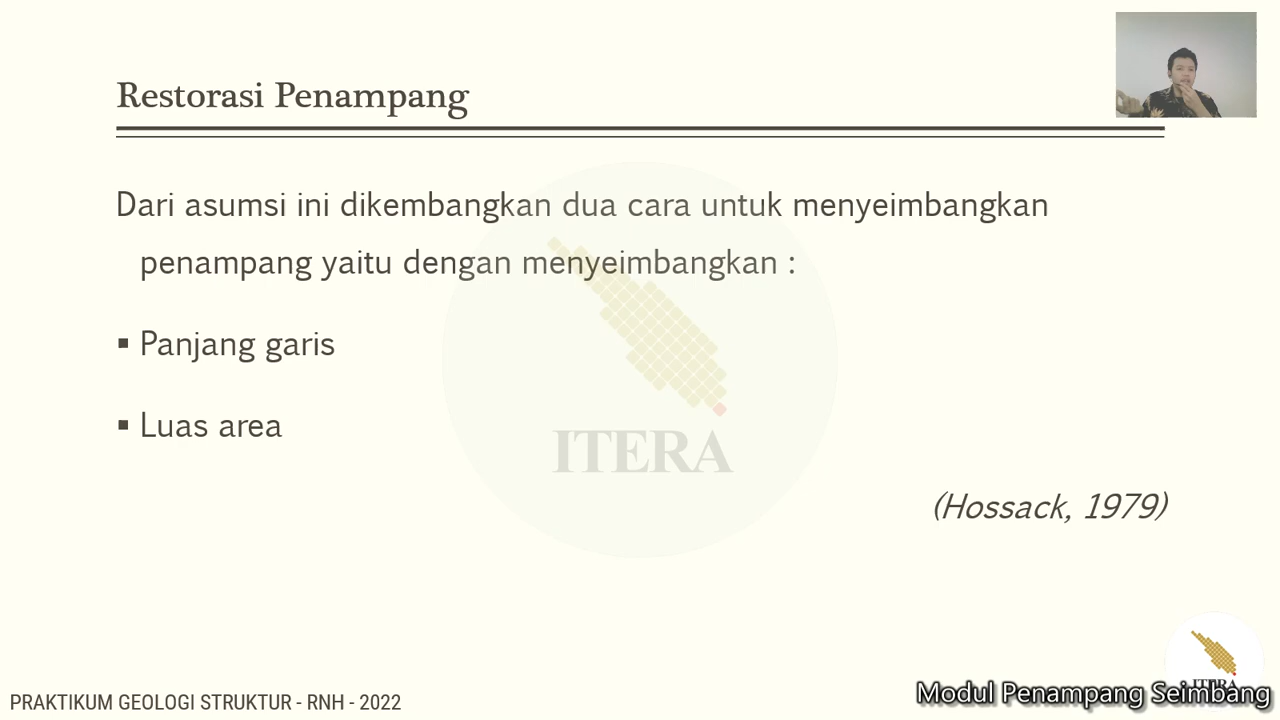 Restorasi Penampang
Dari asumsi ini dikembangkan dua cara untuk menyeimbangkan
penampang yaitu dengan menyeimbangkan :
▪ Panjang garis
▪ Luas area
ITERA
(Hossack, 1979)
ITERA
PRAKTIKUM GEOLOGI STRUKTUR - RNH - 2022
Modul Penampang Seimbang